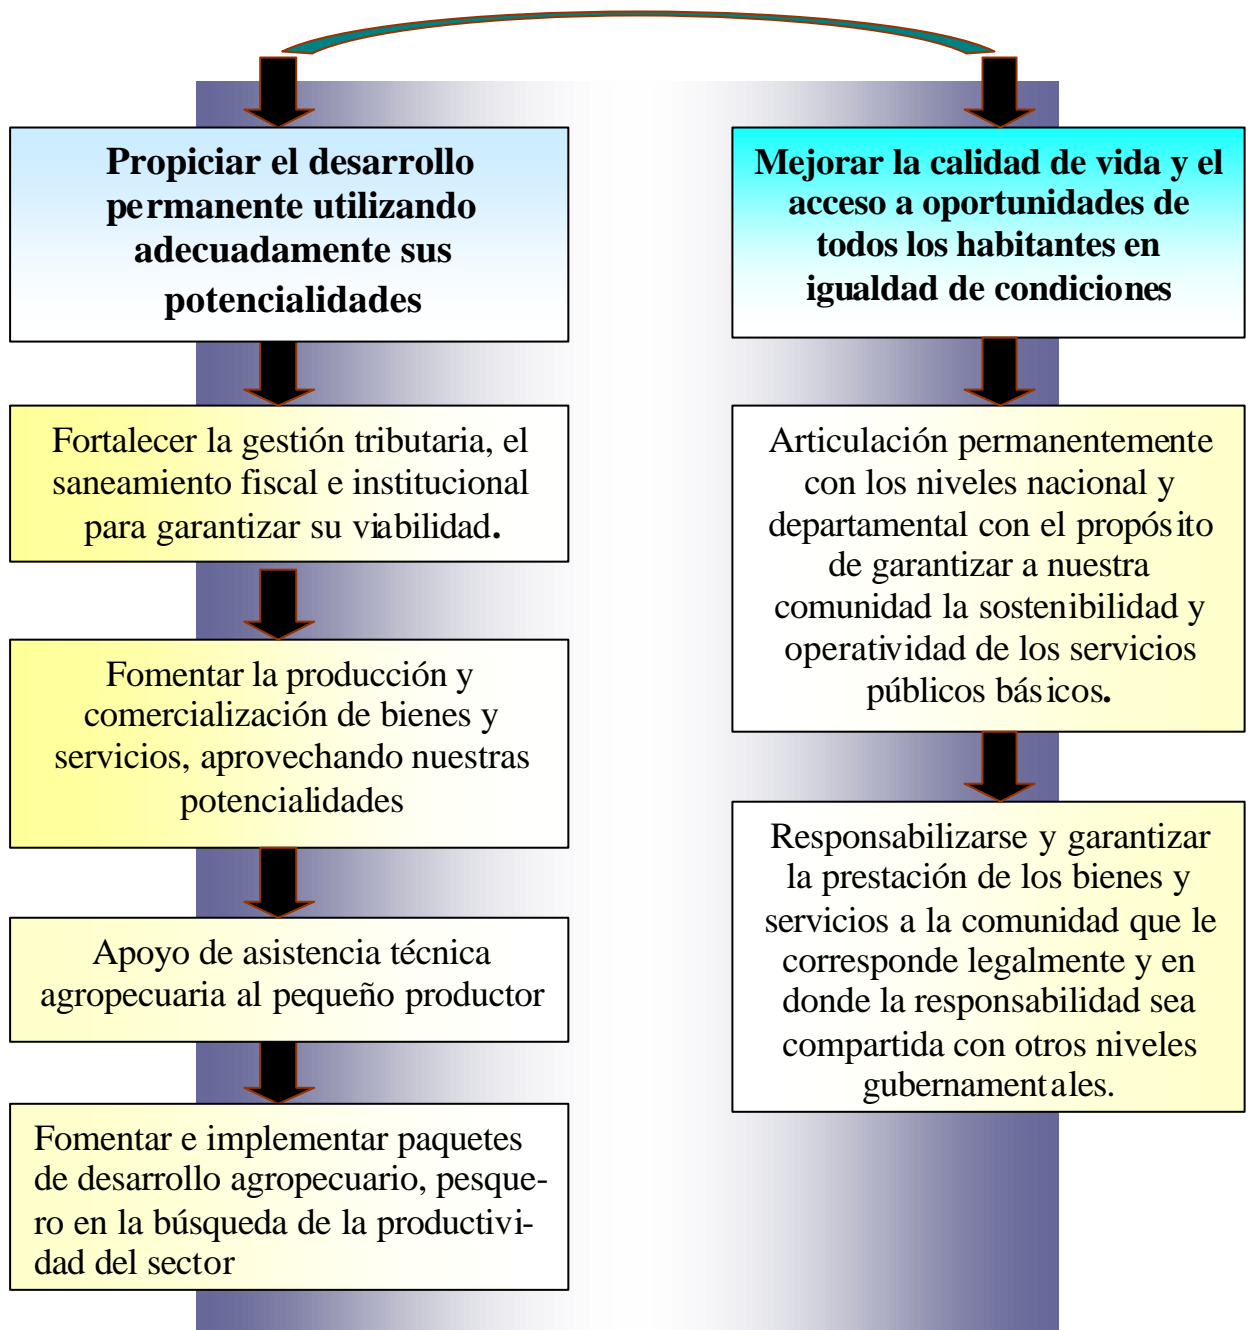 Propiciar el desarrollo
permanente utilizando
adecuadamente sus
potencialidades
Fortalecer la gestión tributaria, el
saneamiento fiscal e institucional
para garantizar su viabilidad.
Fomentar la producción y
comercialización de bienes y
servicios, aprovechando nuestras
potencialidades
Apoyo de asistencia técnica
agropecuaria al pequeño productor
Fomentar e implementar paquetes
de desarrollo agropecuario, pesque-
ro en la búsqueda de la productivi-
dad del sector
Mejorar la calidad de vida y el
acceso a oportunidades de
todos los habitantes en
igualdad de condiciones
Articulación permanentemente
con los niveles nacional y
departamental con el propósito
de garantizar a nuestra
comunidad la sostenibilidad y
operatividad de los servicios
públicos básicos.
Responsabilizarse y garantizar
la prestación de los bienes y
servicios a la comunidad que le
corresponde legalmente y en
donde la responsabilidad sea
compartida con otros niveles
gubernamentales.